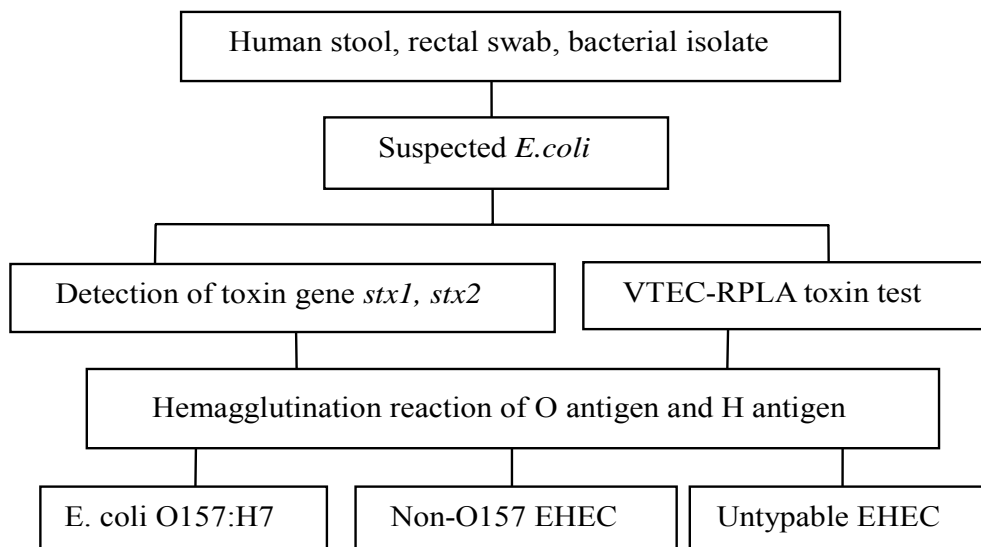 Human stool, rectal swab, bacterial isolate
Suspected E.coli
Detection of toxin gene stx1, stx2
VTEC-RPLA toxin test
Hemagglutination reaction of O antigen and H antigen
E. coli O157:H7
Non-O157 EHEC
Untypable EHEC